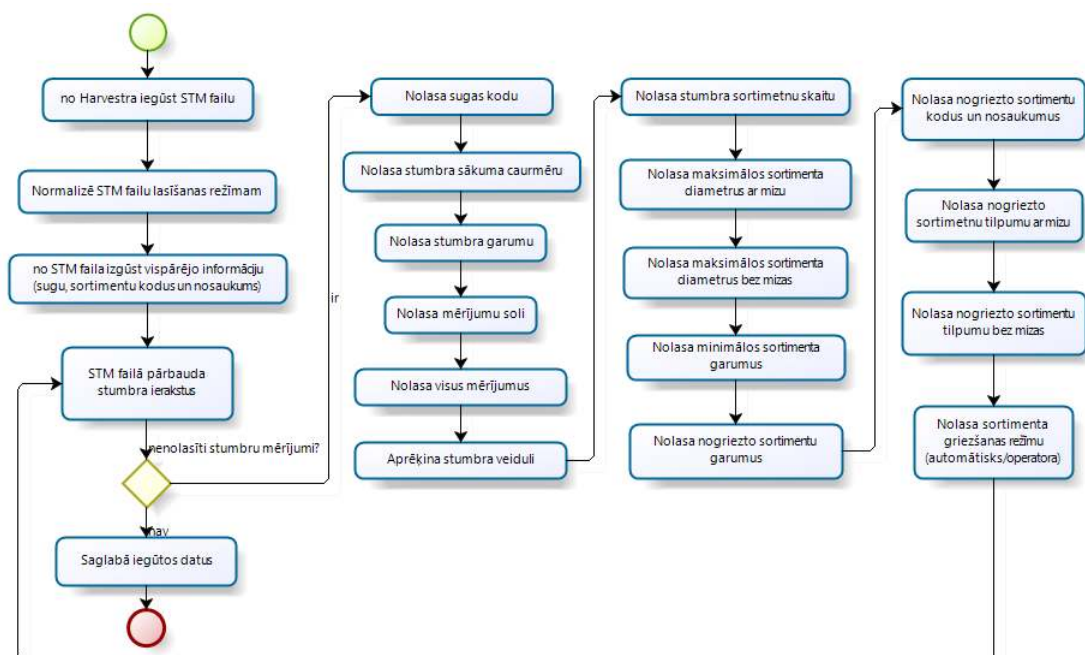 no Harvestra iegūst STM failu
Normalizē STM failu lasīšanas režīmam
no STM faila izgūst vispārējo informāciju
(sugu, sortimentu kodus un nosaukums)
STM failā pārbauda
stumbra ierakstus
nenolasīti stumbru mērījumi?
ir
nav
Saglabā iegūtos datus
Nolasa sugas kodu
Nolasa stumbra sākuma caurmēru
Nolasa stumbra garumu
Nolasa mērījumu soli
Nolasa visus mērījumus
Aprēķina stumbra veiduli
Nolasa stumbra sortimetnu skaitu
Nolasa maksimālos sortimenta
diametrus ar mizu
Nolasa maksimālos sortimenta
diametrus bez mizas
Nolasa minimālos sortimenta
garumus
Nolasa nogriezto sortimentu
garumus
Nolasa nogriezto sortimentu
kodus un nosaukumus
Nolasa nogriezto
sortimetnu tilpumu ar mizu
Nolasa nogriezto sortimentu
tilpumu bez mizas
Nolasa sortimenta
griezšanas režīmu
(automātisks/operatora)